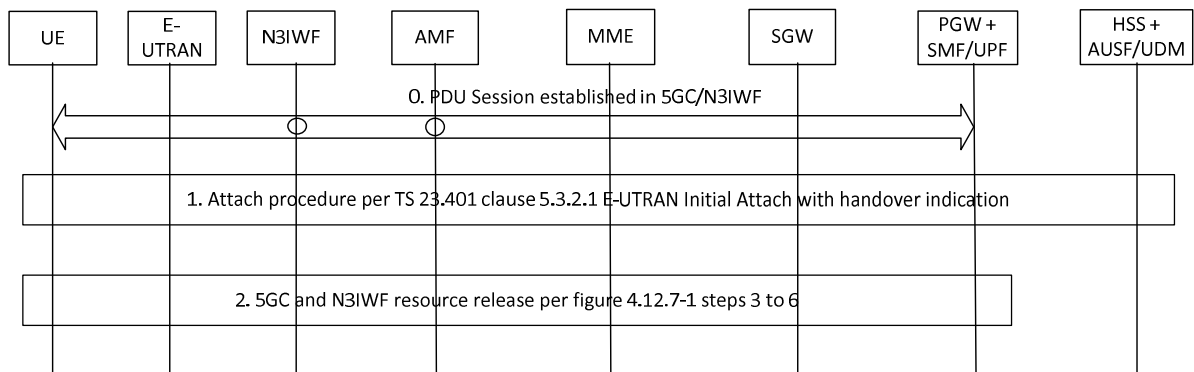 UE
E-
UTRAN
N3IWF
AMF
MME
SGW
PGW +
SMF/UPF
HSS +
AUSF/UDM
0. PDU Session established in 5GC/N3IWF
1. Attach procedure per TS 23.401 clause 5.3.2.1 E-UTRAN Initial Attach with handover indication
2. 5GC and N3IWF resource release per figure 4.12.7-1 steps 3 to 6